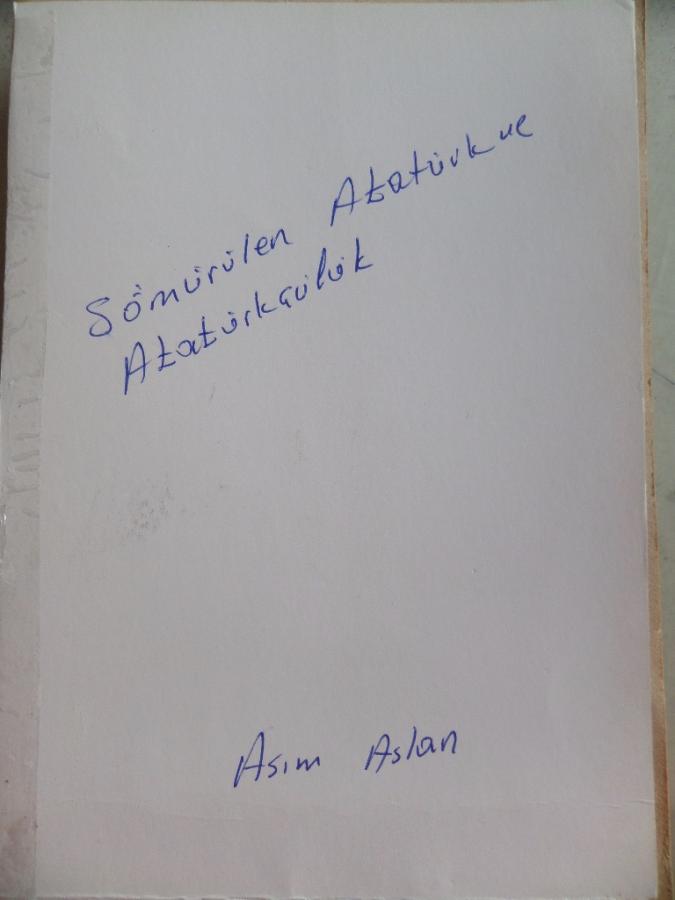 Sömürülen Atatürk ve
Atatürkçülük
Asım Aslan